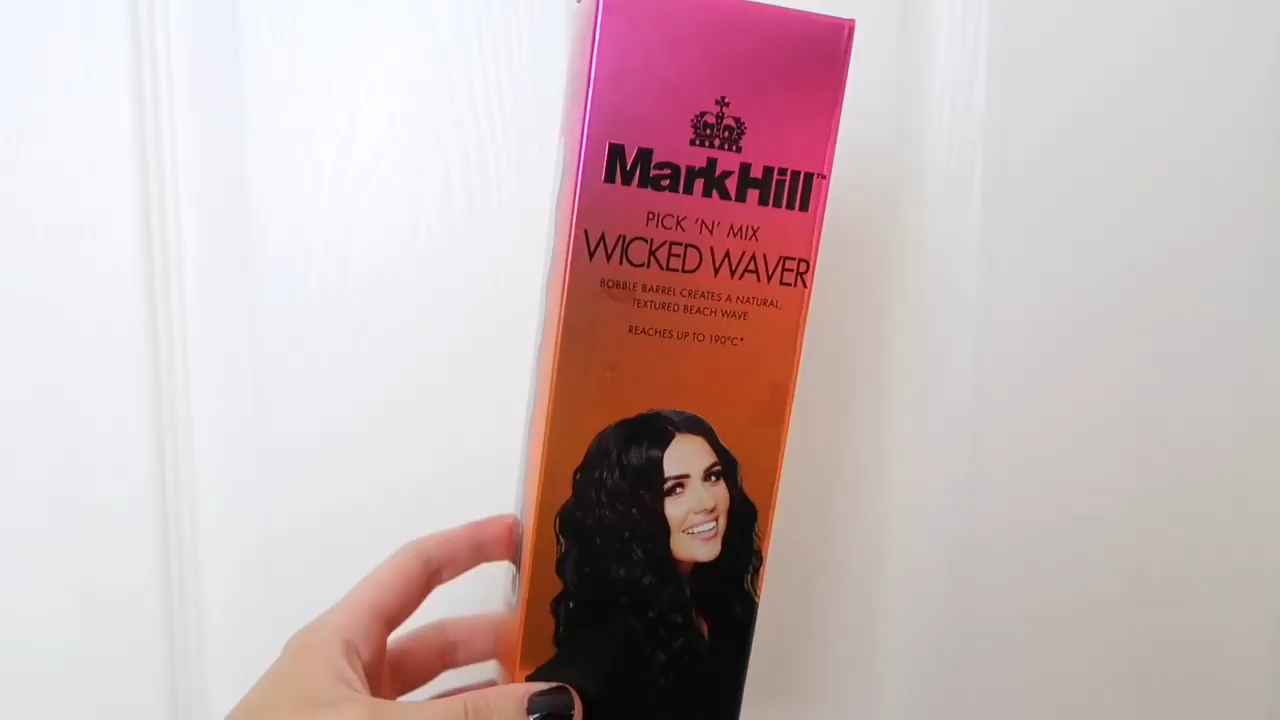 MarkHill™
PICK 'N' MIX
WICKED WAVER
BOBBLE BARREL CREATES A NATURAL,
TEXTURED BEACH WAVE
REACHES UP TO 190°C*